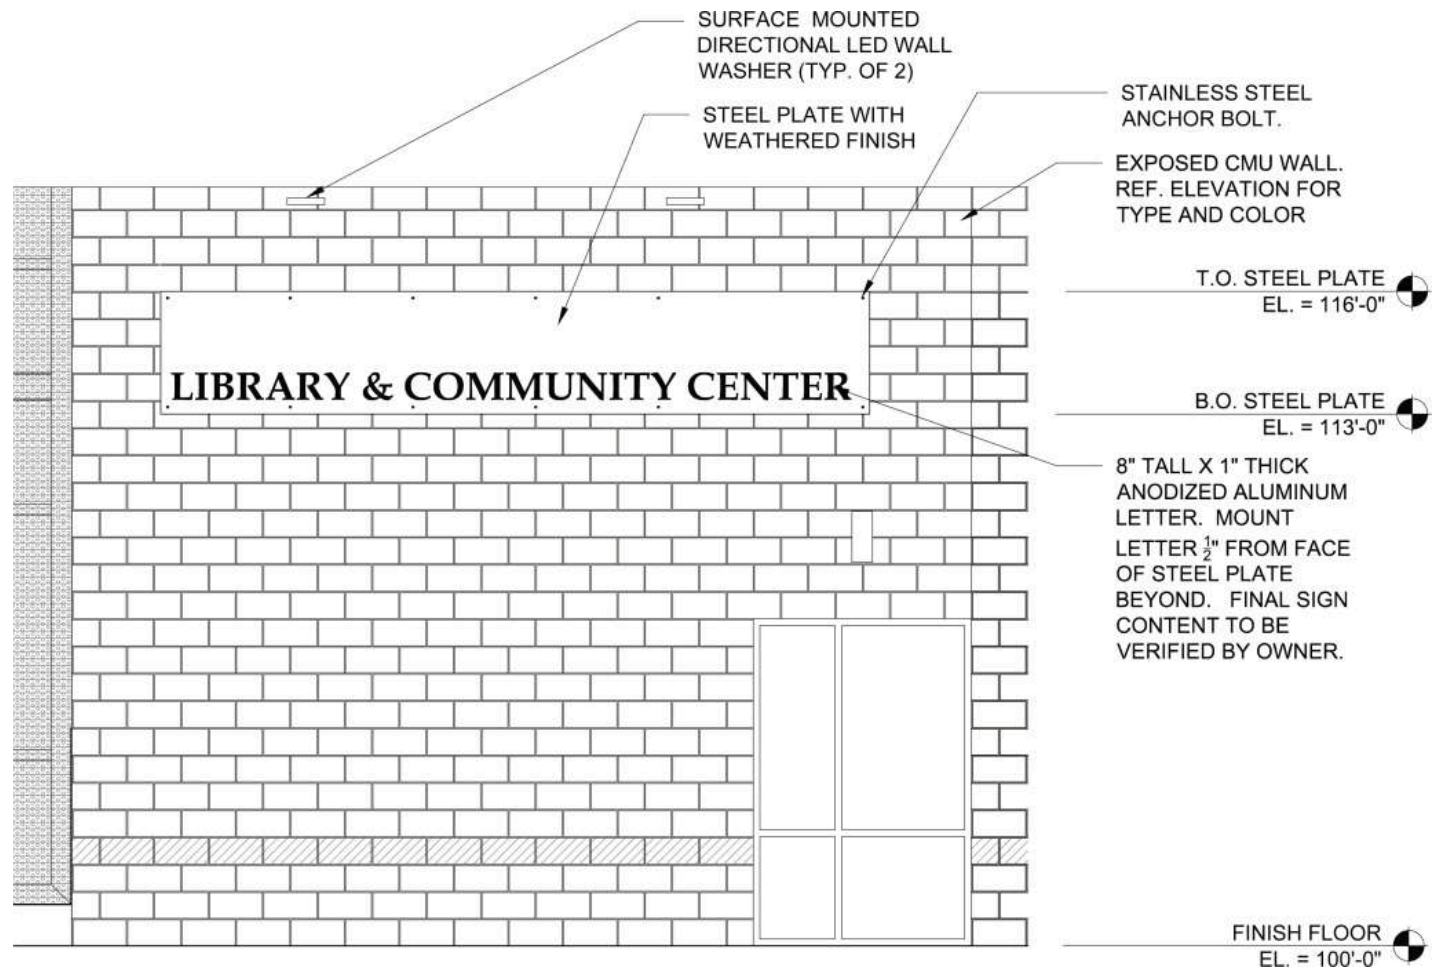 SURFACE MOUNTED
DIRECTIONAL LED WALL
WASHER (TYP. OF 2)
STEEL PLATE WITH
WEATHERED FINISH
STAINLESS STEEL
ANCHOR BOLT.
EXPOSED CMU WALL.
REF. ELEVATION FOR
TYPE AND COLOR
T.O. STEEL PLATE
EL. = 116'-0"
LIBRARY & COMMUNITY CENTER
B.O. STEEL PLATE
EL. = 113'-0"
8" TALL X 1" THICK
ANODIZED ALUMINUM
LETTER. MOUNT
LETTER ½" FROM FACE
OF STEEL PLATE
BEYOND. FINAL SIGN
CONTENT TO BE
VERIFIED BY OWNER.
FINISH FLOOR
EL. = 100'-0"